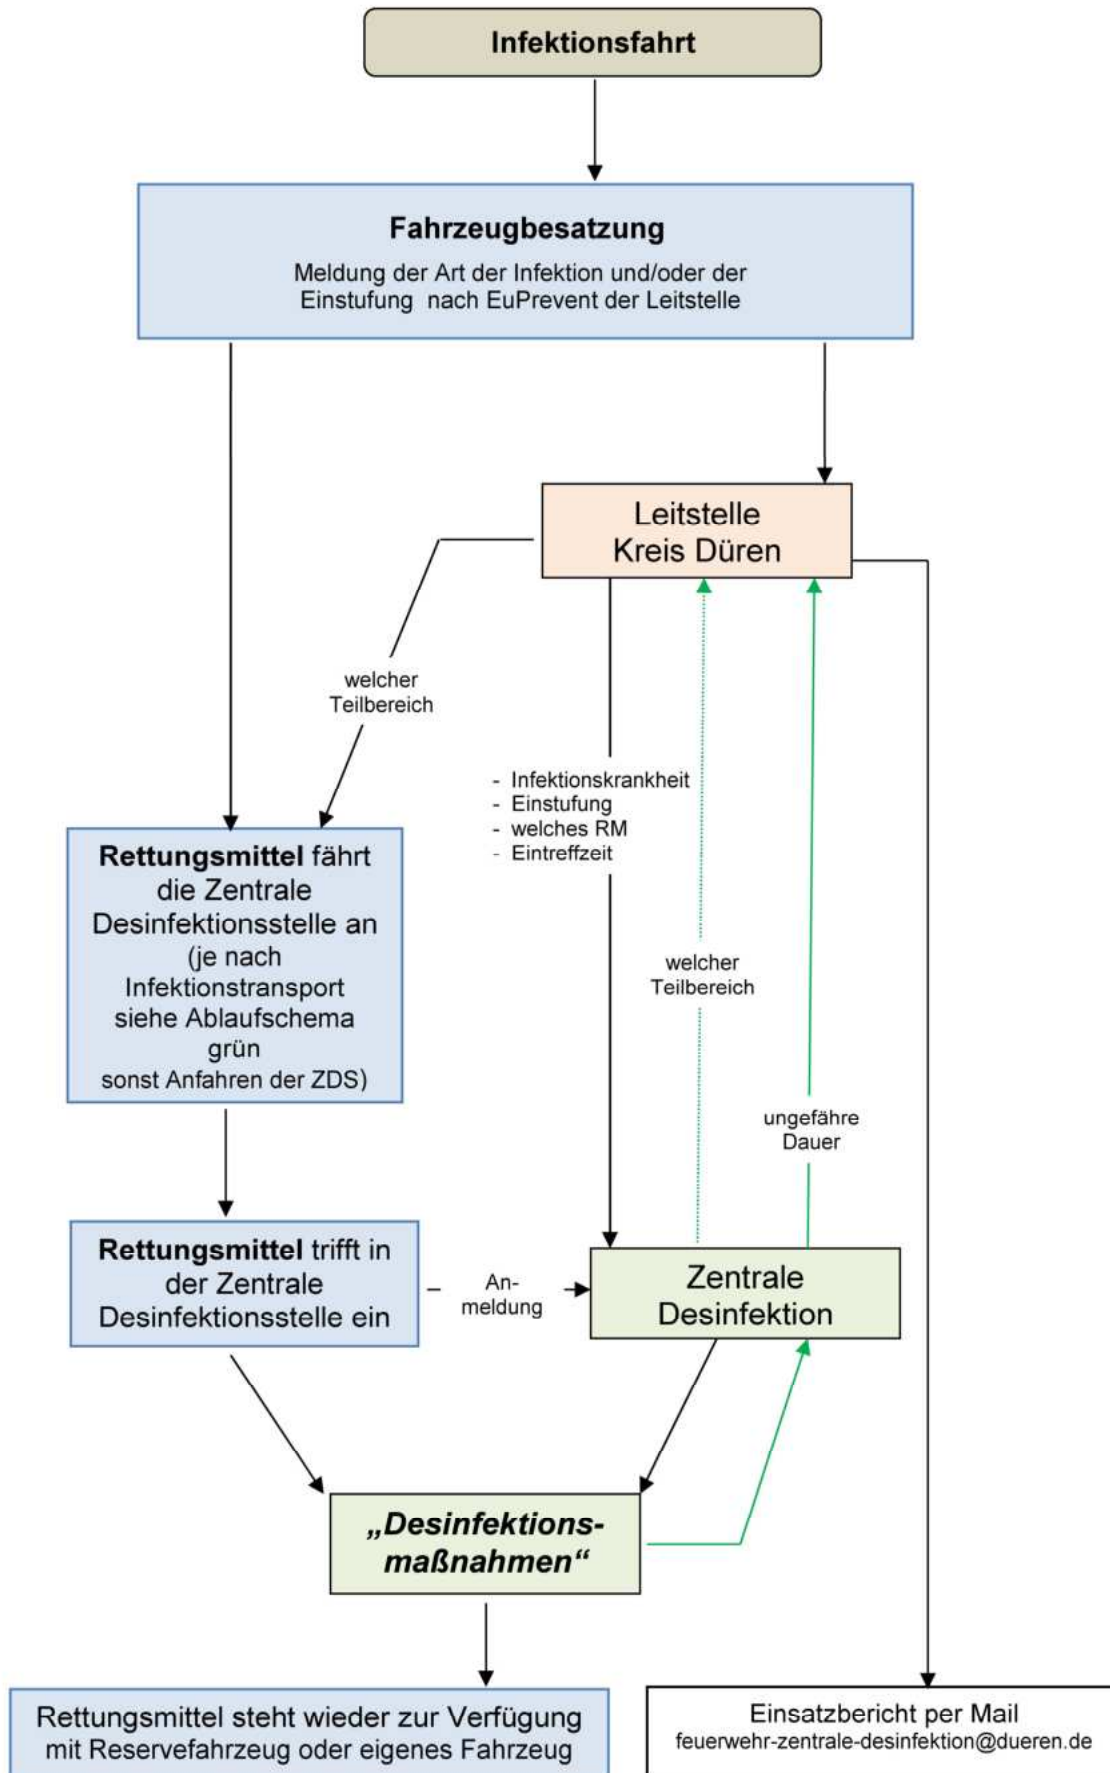 Infektionsfahrt
Fahrzeugbesatzung
Meldung der Art der Infektion und/oder der
Einstufung nach EuPrevent der Leitstelle
Leitstelle
Kreis Düren
welcher
Teilbereich
- Infektionskrankheit
- Einstufung
- welches RM
- Eintreffzeit
Rettungsmittel fährt
die Zentrale
Desinfektionsstelle an
(je nach
Infektionstransport
siehe Ablaufschema
grün
sonst Anfahren der ZDS)
welcher
Teilbereich
ungefähre
Dauer
Rettungsmittel trifft in
der Zentrale
Desinfektionsstelle ein
An-
meldung
Zentrale
Desinfektion
„Desinfektions-
maßnahmen“
Rettungsmittel steht wieder zur Verfügung
mit Reservefahrzeug oder eigenes Fahrzeug
Einsatzbericht per Mail
feuerwehr-zentrale-desinfektion@dueren.de